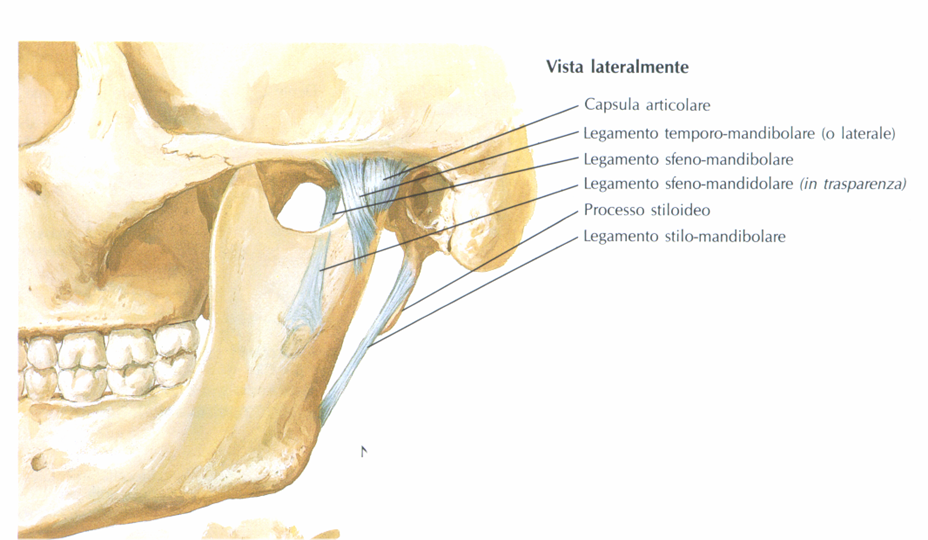 Vista lateralmente
Capsula articolare
Legamento temporo-mandibolare (o laterale)
Legamento sfeno-mandibolare
Legamento sfeno-mandidolare (in trasparenza)
Processo stiloideo
Legamento stilo-mandibolare